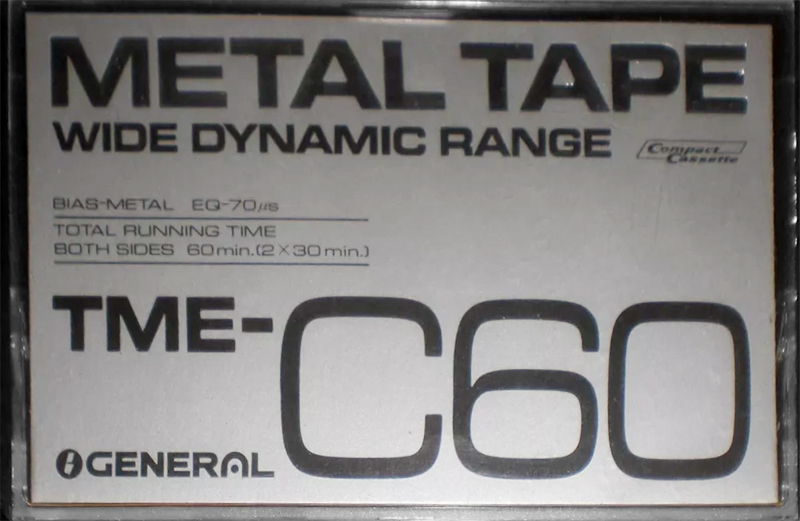 METAL TAPE
WIDE DYNAMIC RANGE
Compact
Cassette
BIAS-METAL EQ-70μs
TOTAL RUNNING TIME
BOTH SIDES 60min.(2×30min.)
TME-C60
GENERAL